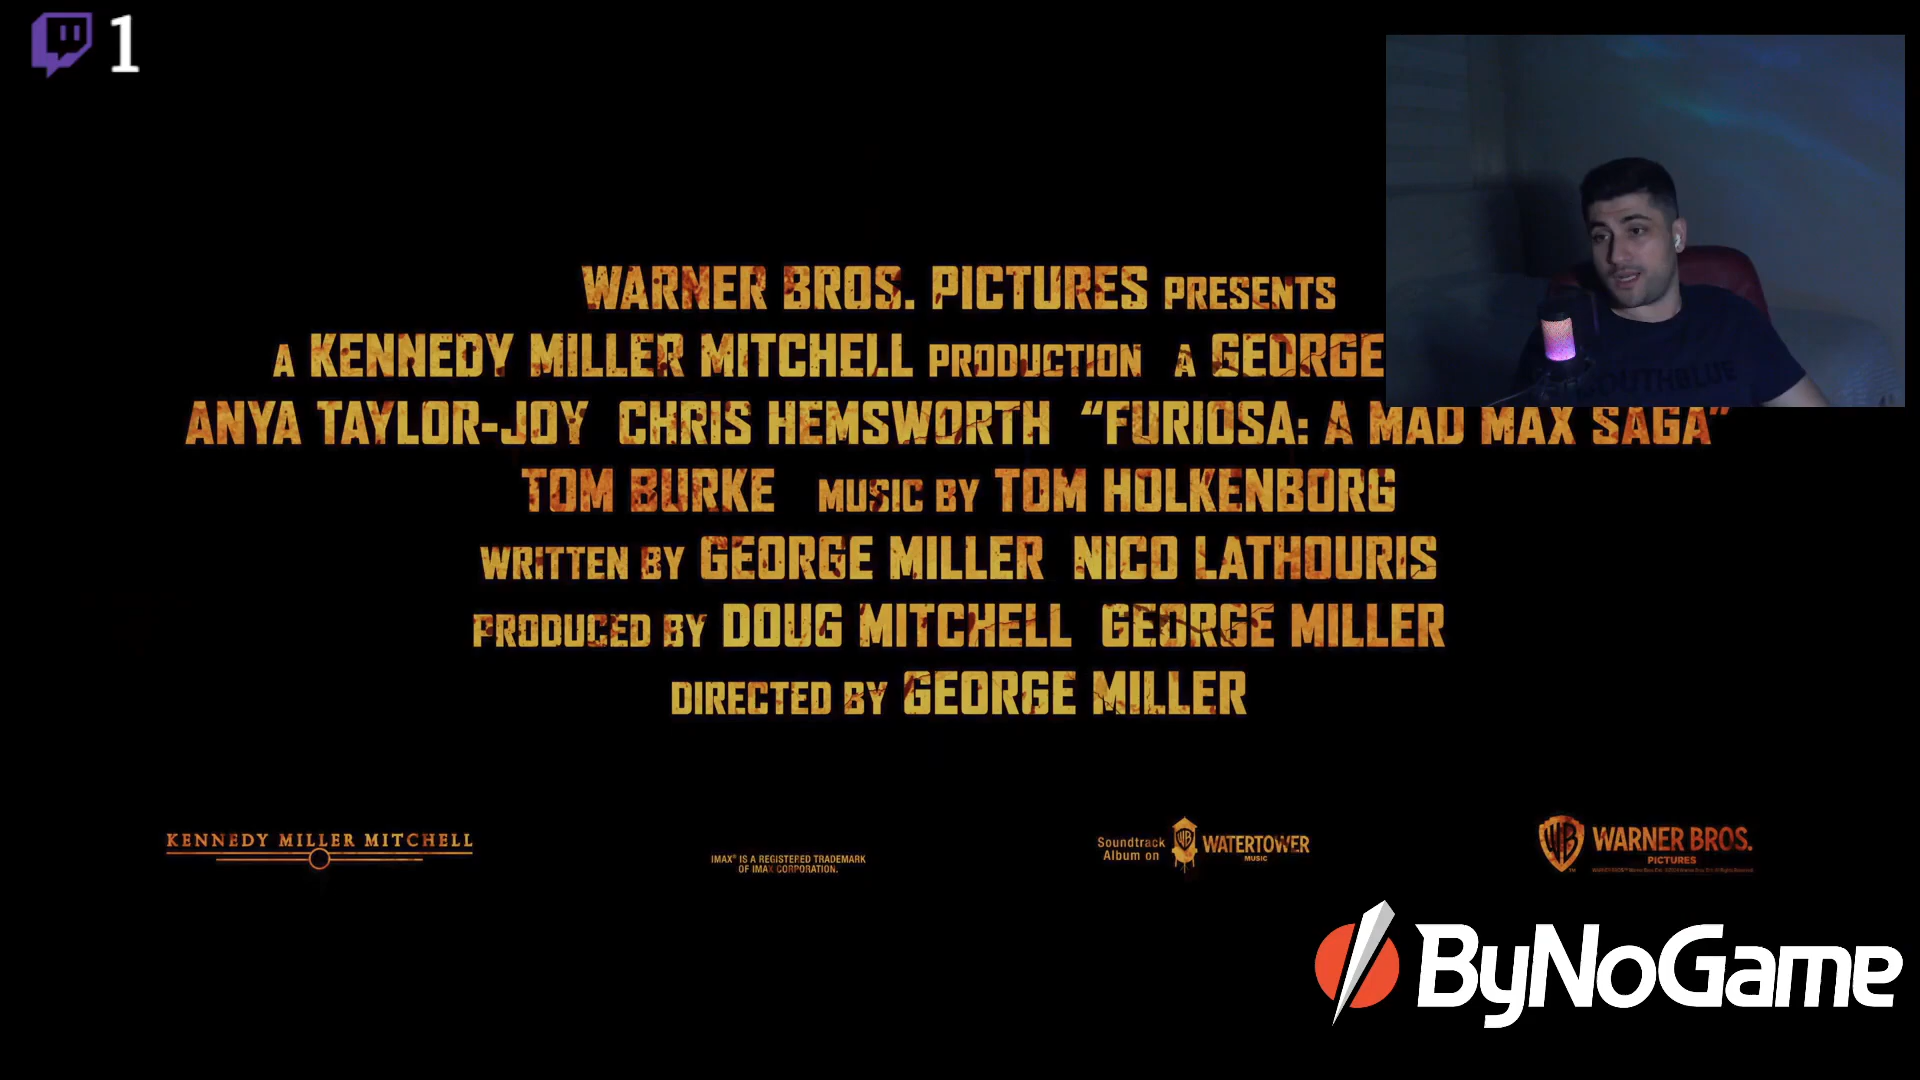 1
WARNER BROS. PICTURES PRESENTS
A KENNEDY MILLER MITCHELL PRODUCTION A GEORGE
ANYA TAYLOR-JOY CHRIS HEMSWORTH “FURIOSA: A MAD MAX SAGA”
TOM BURKE MUSIC BY TOM HOLKENBORG
WRITTEN BY GEORGE MILLER NICO LATHOURIS
PRODUCED BY DOUG MITCHELL GEORGE MILLER
DIRECTED BY GEORGE MILLER
KENNEDY MILLER MITCHELL
IMAX® IS A REGISTERED TRADEMARK
OF IMAX CORPORATION.
Soundtrack
Album on
WB
WATERTOWER
MUSIC
WB
WARNER BROS.
PICTURES
ByNoGame